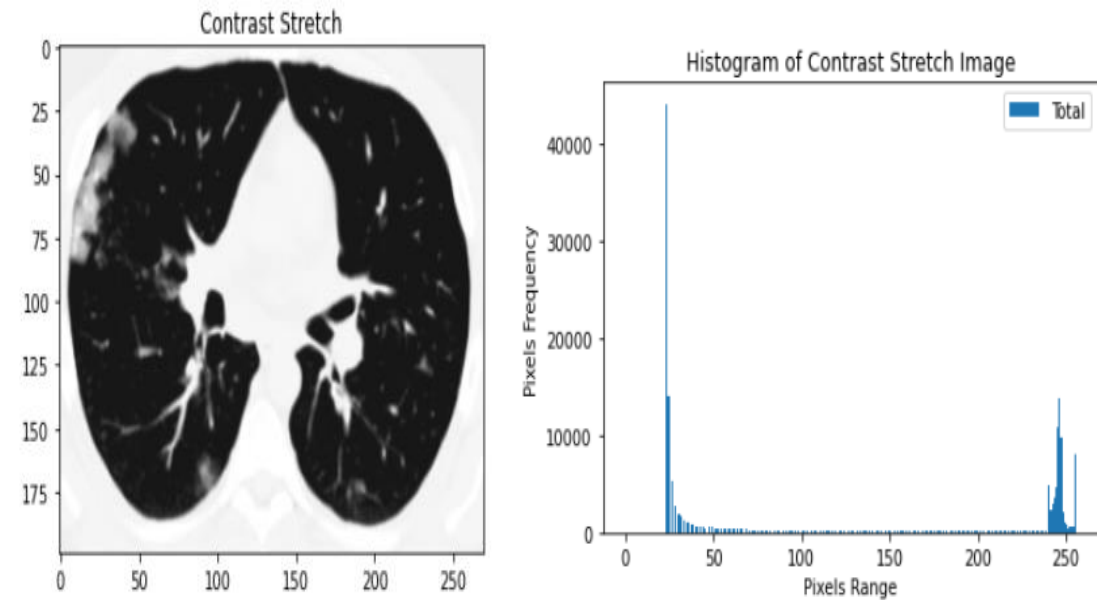 Contrast Stretch
0
25
50
75
100
125
150
175
0 50 100 150 200 250
Histogram of Contrast Stretch Image
Total
Pixels Frequency
40000
30000
20000
10000
0
0 50 100 150 200 250
Pixels Range